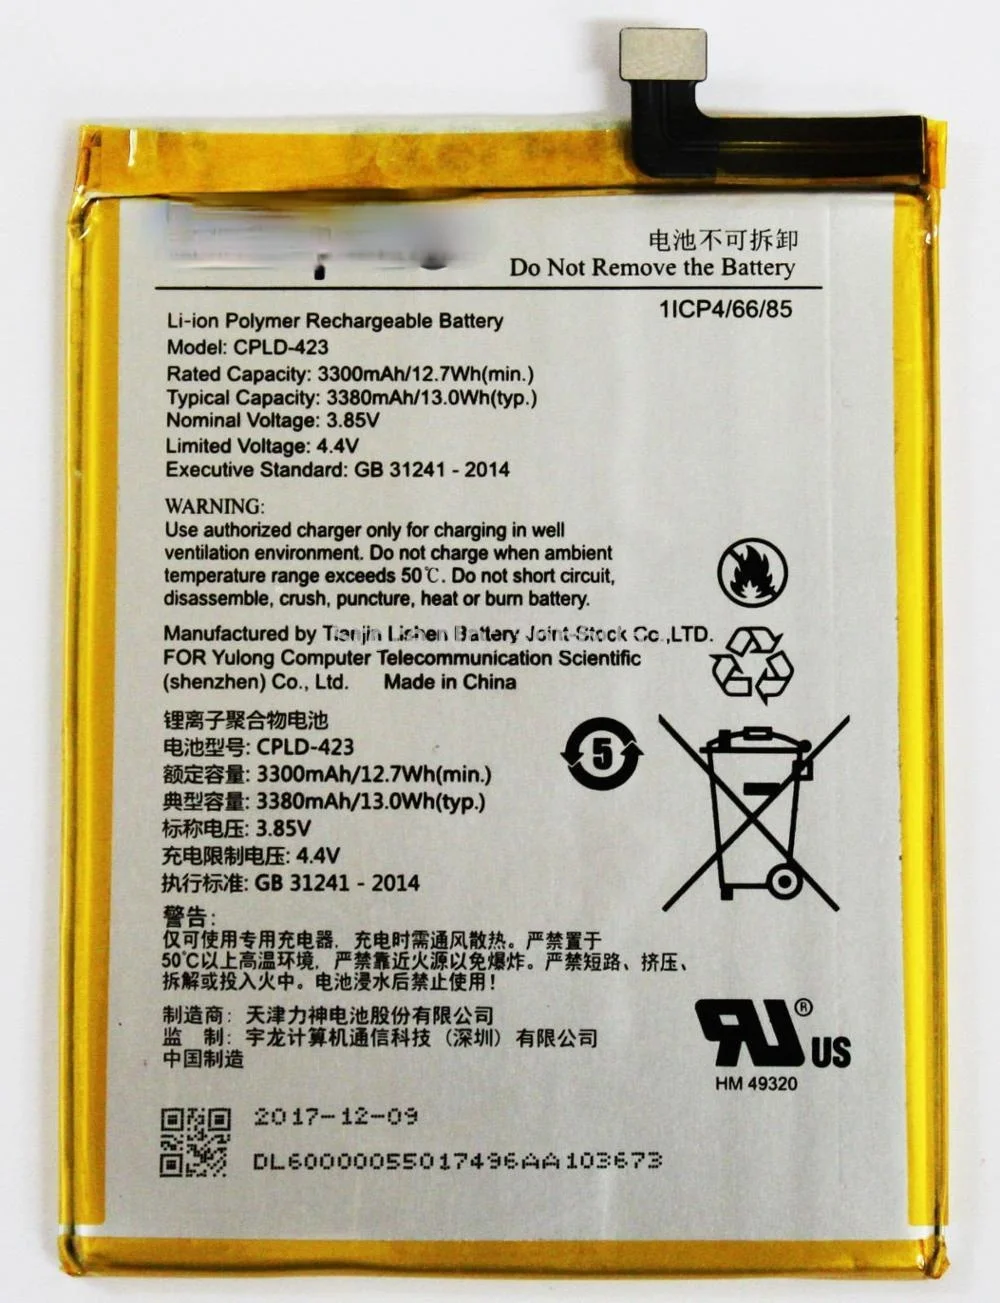 电池不可拆卸
Do Not Remove the Battery
1ICP4/66/85
Li-ion Polymer Rechargeable Battery
Model: CPLD-423
Rated Capacity: 3300mAh/12.7Wh(min.)
Typical Capacity: 3380mAh/13.0Wh(typ.)
Nominal Voltage: 3.85V
Limited Voltage: 4.4V
Executive Standard: GB 31241 - 2014
WARNING:
Use authorized charger only for charging in well
ventilation environment. Do not charge when ambient
temperature range exceeds 50℃. Do not short circuit,
disassemble, crush, puncture, heat or burn battery.
Manufactured by Tianjin Lishen Battery Joint-Stock Co.,LTD.
FOR Yulong Computer Telecommunication Scientific
(shenzhen) Co., Ltd. Made in China
锂离子聚合物电池
电池型号: CPLD-423
额定容量: 3300mAh/12.7Wh(min.)
典型容量: 3380mAh/13.0Wh(typ.)
标称电压: 3.85V
充电限制电压: 4.4V
执行标准: GB 31241 - 2014
5
警告:
仅可使用专用充电器, 充电时需通风散热。严禁置于
50℃以上高温环境, 严禁靠近火源以免爆炸。严禁短路、挤压、
拆解或投入火中。电池浸水后禁止使用!
制造商: 天津力神电池股份有限公司
监 制: 宇龙计算机通信科技 (深圳) 有限公司
中国制造
RU® US
HM 49320
2017-12-09
DL60000055017496AA103673